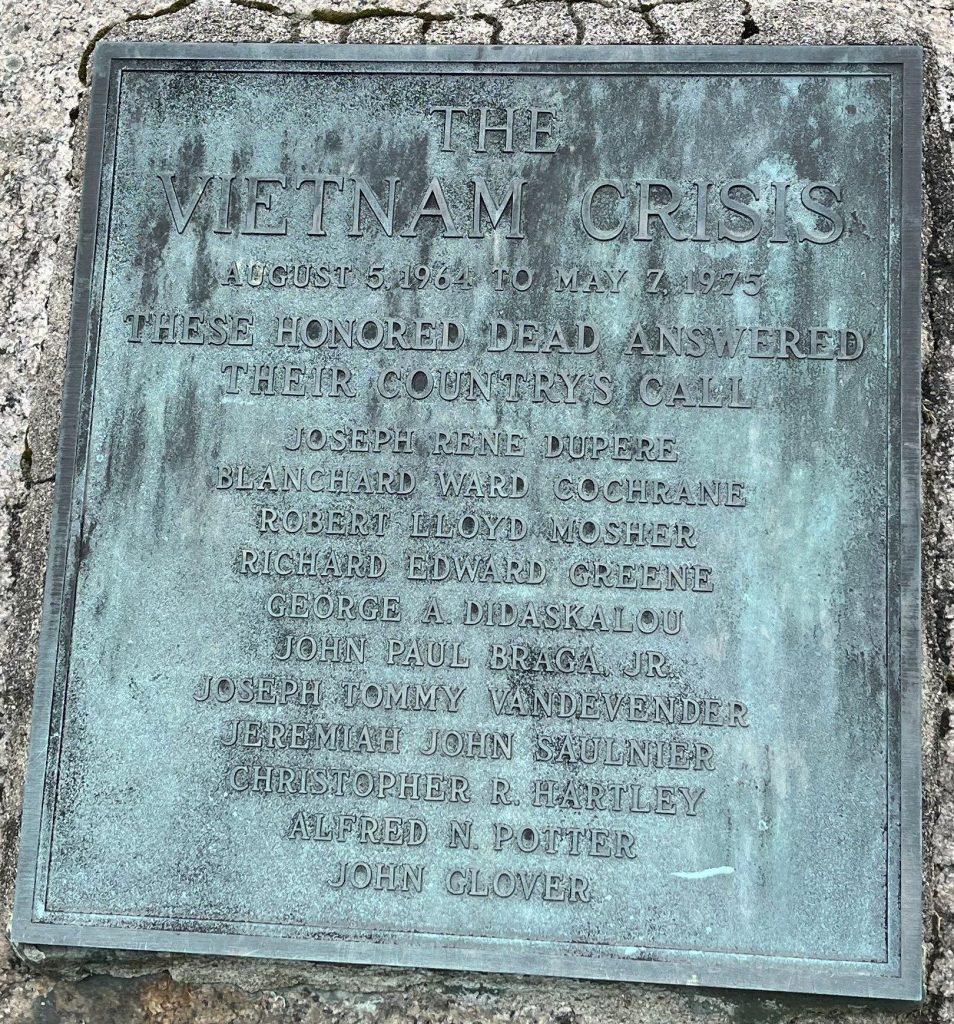 THE
VIETNAM CRISIS
AUGUST 5, 1964 TO MAY 7, 1975
THESE HONORED DEAD ANSWERED
THEIR COUNTRY'S CALL
JOSEPH RENE DUPERE
BLANCHARD WARD COCHRANE
ROBERT LLOYD MOSHER
RICHARD EDWARD GREENE
GEORGE A. DIDASKALOU
JOHN PAUL BRAGA, JR.
JOSEPH TOMMY VANDEVENDER
JEREMIAH JOHN SAULNIER
CHRISTOPHER R. HARTLEY
ALFRED N. POTTER
JOHN GLOVER